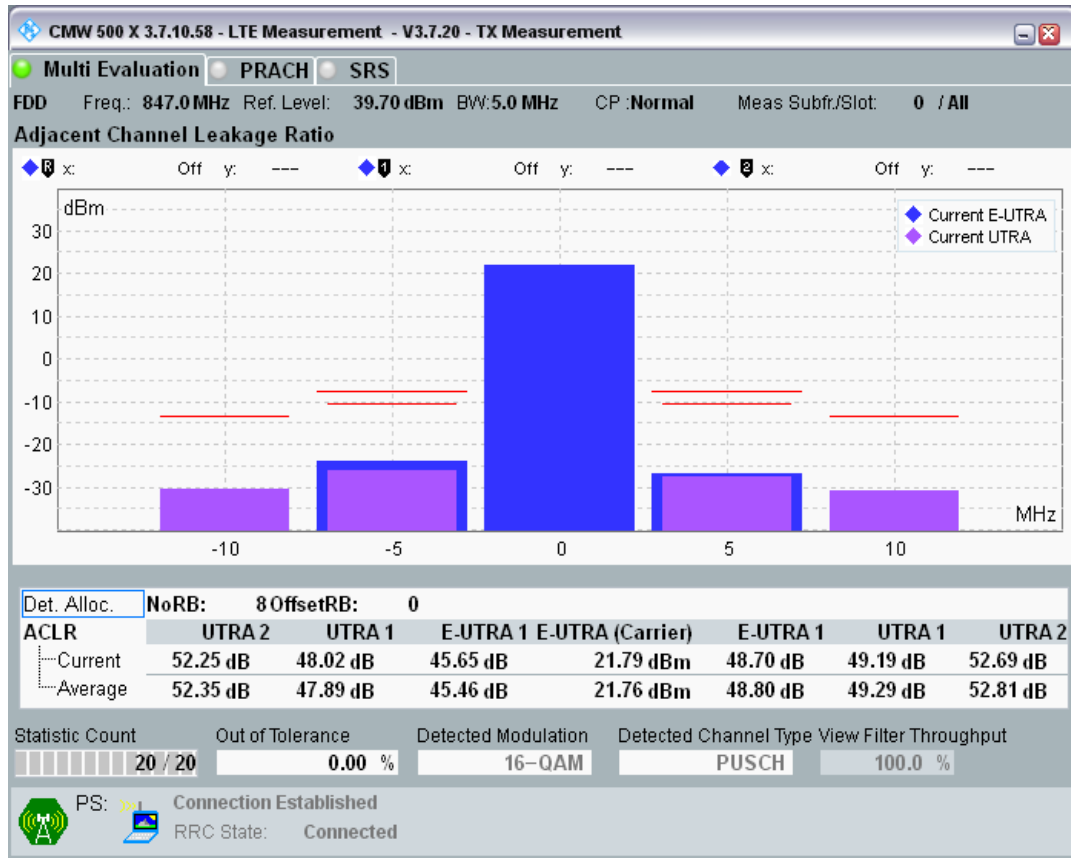 CMW 500 X 3.7.10.58 - LTE Measurement - V3.7.20 - TX Measurement
Multi Evaluation PRACH SRS
FDD Freq.: 847.0 MHz Ref. Level: 39.70 dBm BW: 5.0 MHz CP : Normal Meas Subfr./Slot: 0 / All
Adjacent Channel Leakage Ratio
R x: Off y: --- 1 x: Off y: --- 2 x: Off y: ---
dBm
Current E-UTRA
Current UTRA
30
20
10
0
-10
-20
-30
MHz
-10 -5 0 5 10
Det. Alloc. NoRB: 8 OffsetRB: 0
ACLR UTRA 2 UTRA 1 E-UTRA 1 E-UTRA (Carrier) E-UTRA 1 UTRA 1 UTRA 2
Current 52.25 dB 48.02 dB 45.65 dB 21.79 dBm 48.70 dB 49.19 dB 52.69 dB
Average 52.35 dB 47.89 dB 45.46 dB 21.76 dBm 48.80 dB 49.29 dB 52.81 dB
Statistic Count Out of Tolerance Detected Modulation Detected Channel Type View Filter Throughput
20 / 20 0.00 % 16-QAM PUSCH 100.0 %
PS: Connection Established
RRC State: Connected